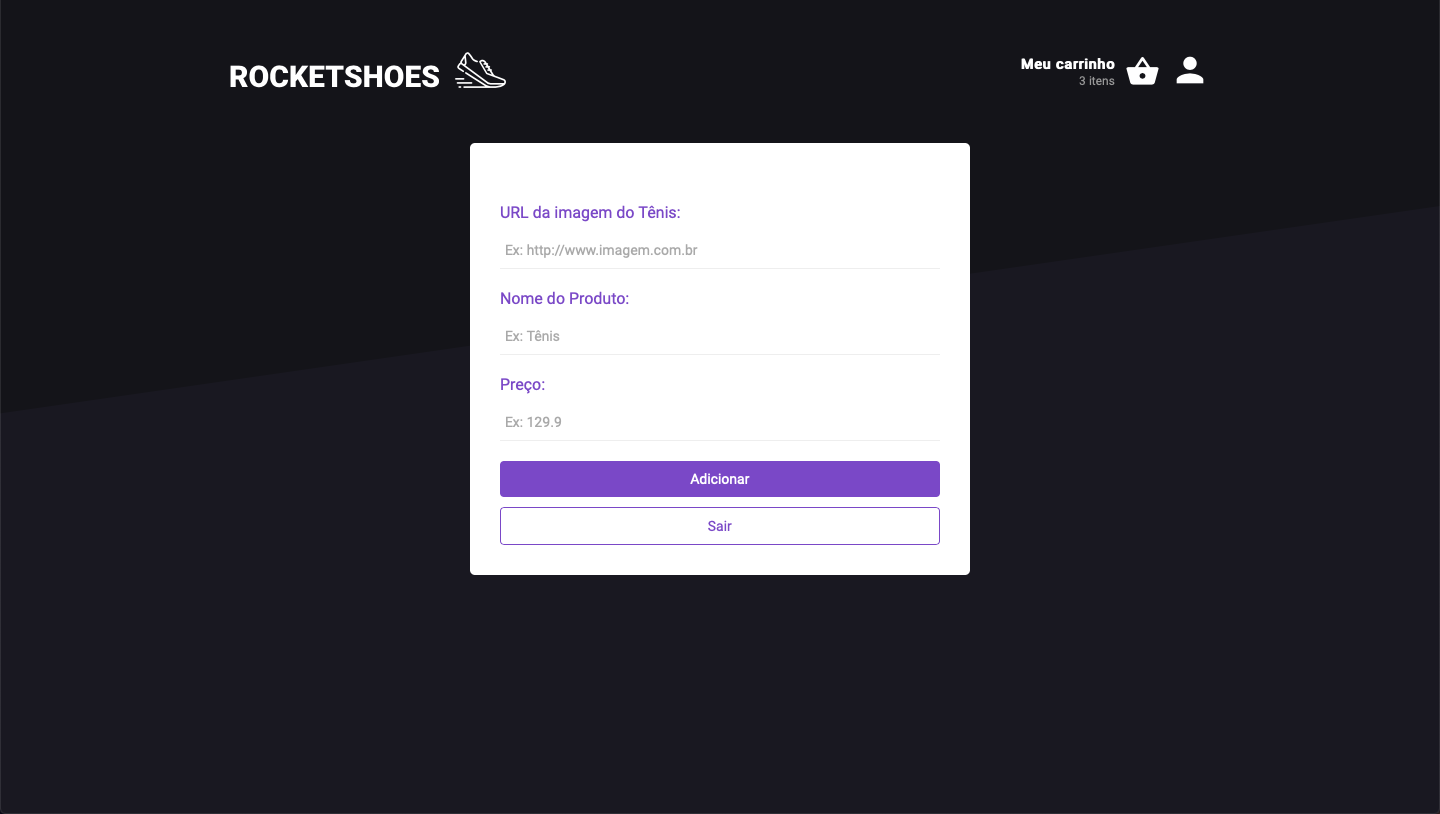 ROCKETSHOES
Meu carrinho
3 itens
URL da imagem do Tênis:
Ex: http://www.imagem.com.br
Nome do Produto:
Ex: Tênis
Preço:
Ex: 129.9
Adicionar
Sair